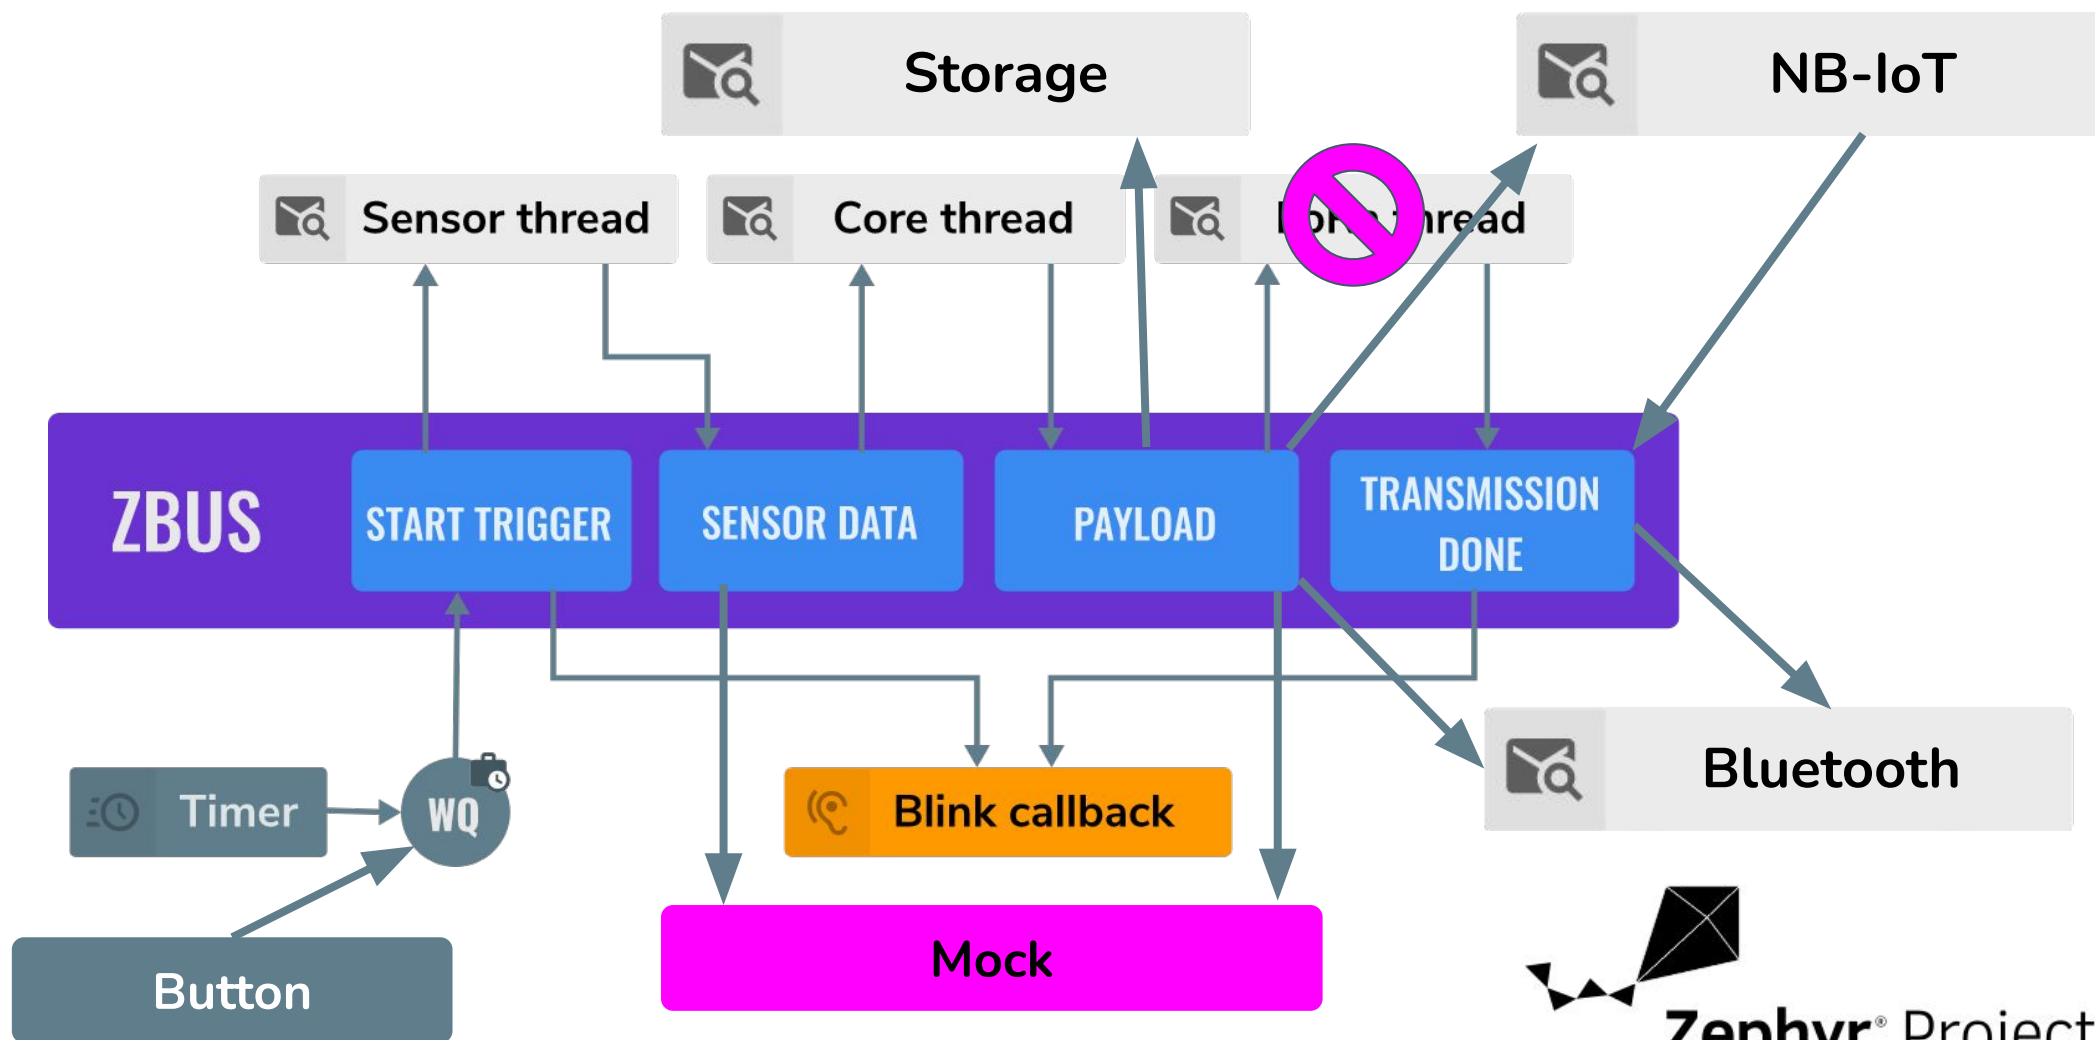 Storage
NB-IoT
Sensor thread
Core thread
thread
ZBUS
START TRIGGER
SENSOR DATA
PAYLOAD
TRANSMISSION
DONE
Timer
WQ
Blink callback
Bluetooth
Button
Mock
Zephyr® Project